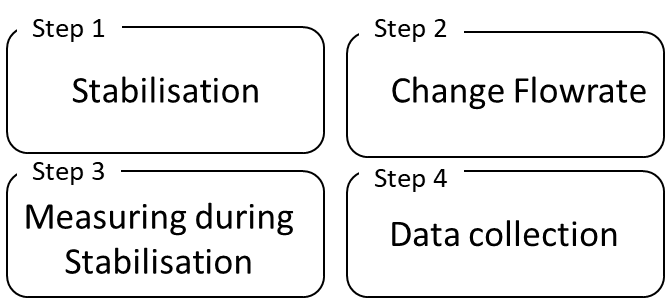 Step 1
Stabilisation
Step 2
Change Flowrate
Step 3
Measuring during
Stabilisation
Step 4
Data collection